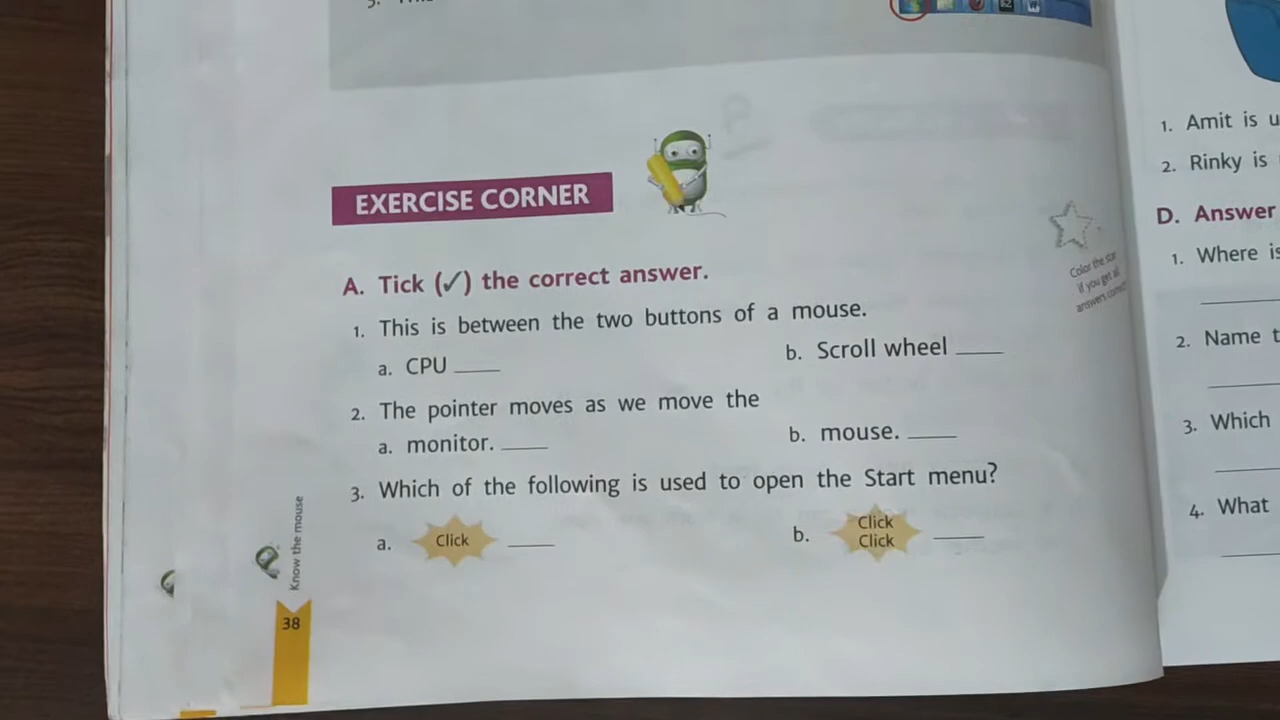 EXERCISE CORNER
A. Tick (✓) the correct answer.
1. This is between the two buttons of a mouse.
a. CPU ____ b. Scroll wheel ____
2. The pointer moves as we move the
a. monitor. ____ b. mouse. ____
3. Which of the following is used to open the Start menu?
a. Click ____ b. Click Click ____
Color the star
if you get all
answers
Know the mouse
38
1. Amit is
2. Rinky is
D. Answer
1. Where
2. Name
3. Which
4. What